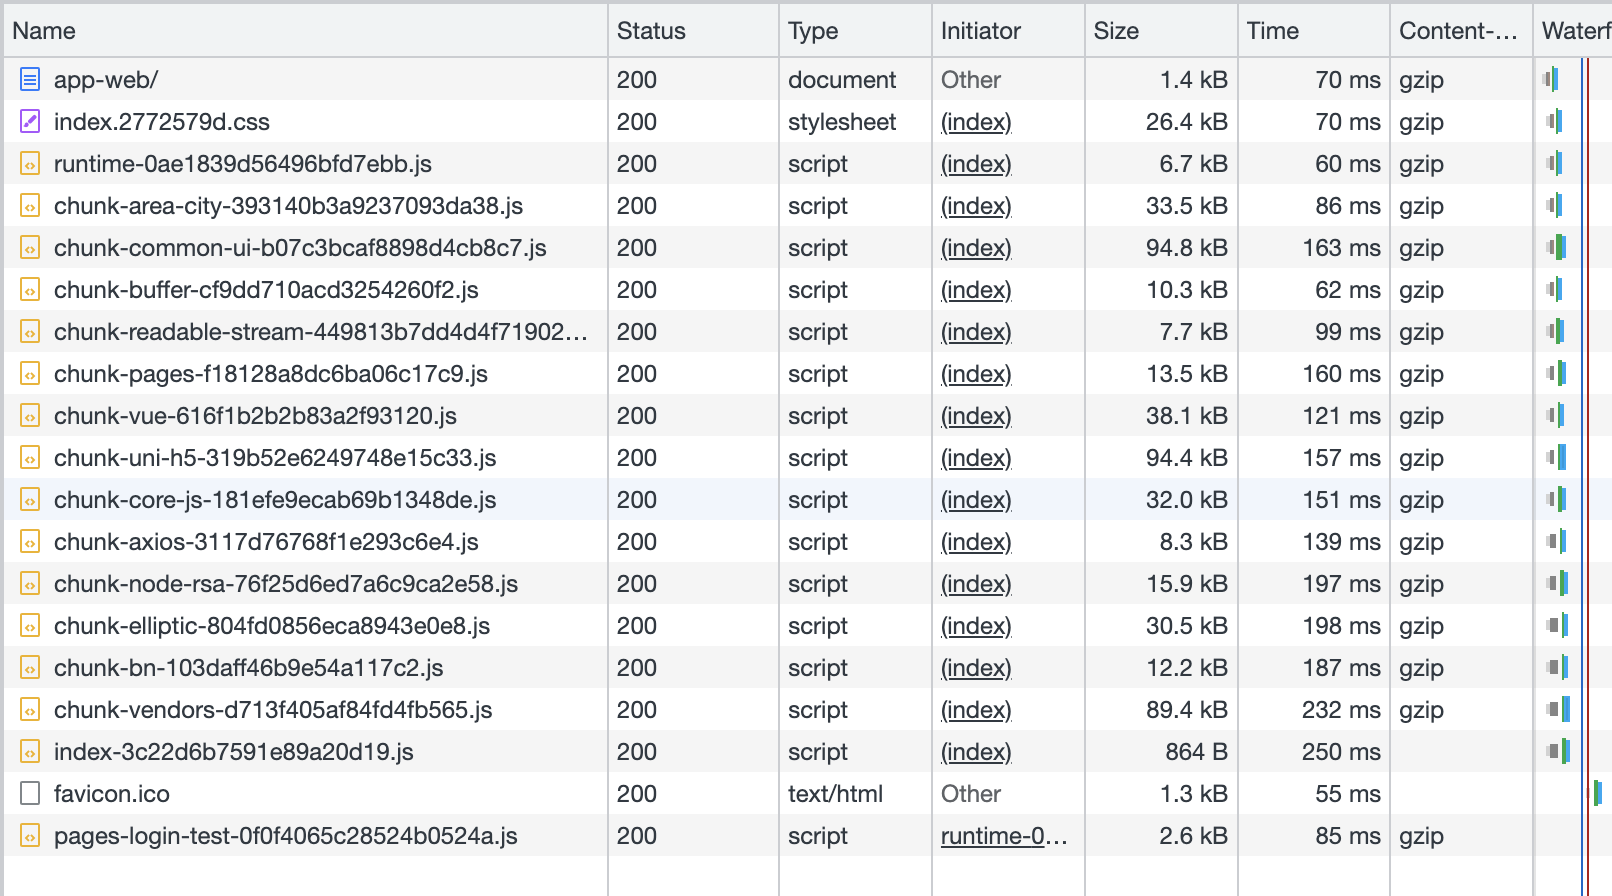 Name Status Type Initiator Size Time Content-... Waterf
app-web/ 200 document Other 1.4 kB 70 ms gzip
index.2772579d.css 200 stylesheet (index) 26.4 kB 70 ms gzip
runtime-0ae1839d56496bfd7ebb.js 200 script (index) 6.7 kB 60 ms gzip
chunk-area-city-393140b3a9237093da38.js 200 script (index) 33.5 kB 86 ms gzip
chunk-common-ui-b07c3bcaf8898d4cb8c7.js 200 script (index) 94.8 kB 163 ms gzip
chunk-buffer-cf9dd710acd3254260f2.js 200 script (index) 10.3 kB 62 ms gzip
chunk-readable-stream-449813b7dd4d4f71902... 200 script (index) 7.7 kB 99 ms gzip
chunk-pages-f18128a8dc6ba06c17c9.js 200 script (index) 13.5 kB 160 ms gzip
chunk-vue-616f1b2b2b83a2f93120.js 200 script (index) 38.1 kB 121 ms gzip
chunk-uni-h5-319b52e6249748e15c33.js 200 script (index) 94.4 kB 157 ms gzip
chunk-core-js-181efe9ecab69b1348de.js 200 script (index) 32.0 kB 151 ms gzip
chunk-axios-3117d76768f1e293c6e4.js 200 script (index) 8.3 kB 139 ms gzip
chunk-node-rsa-76f25d6ed7a6c9ca2e58.js 200 script (index) 15.9 kB 197 ms gzip
chunk-elliptic-804fd0856eca8943e0e8.js 200 script (index) 30.5 kB 198 ms gzip
chunk-bn-103daff46b9e54a117c2.js 200 script (index) 12.2 kB 187 ms gzip
chunk-vendors-d713f405af84fd4fb565.js 200 script (index) 89.4 kB 232 ms gzip
index-3c22d6b7591e89a20d19.js 200 script (index) 864 B 250 ms
favicon.ico 200 text/html Other 1.3 kB 55 ms
pages-login-test-0f0f4065c28524b0524a.js 200 script runtime-0... 2.6 kB 85 ms gzip